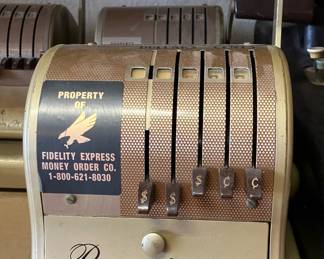 PROPERTY
OF
FIDELITY EXPRESS
MONEY ORDER CO.
1-800-621-8030
$ $ $ ¢ ¢